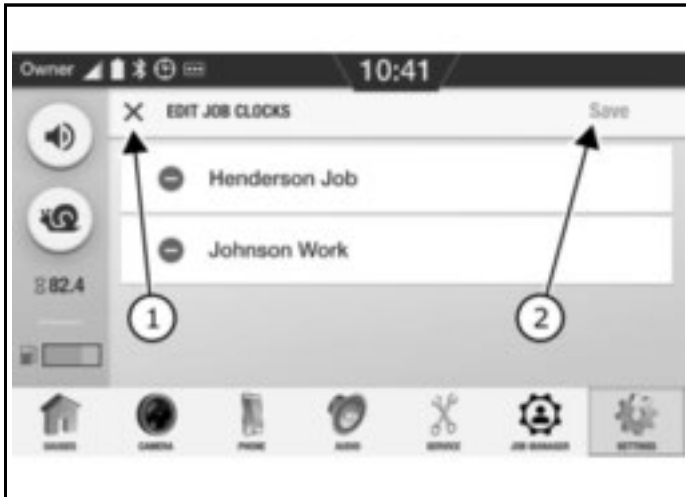 Owner 10:41
EDIT JOB CLOCKS Save
Henderson Job
Johnson Work
82.4
1 2
GAUGES CAMERA PHONE AUDIO SERVICE JOB MANAGER SETTINGS